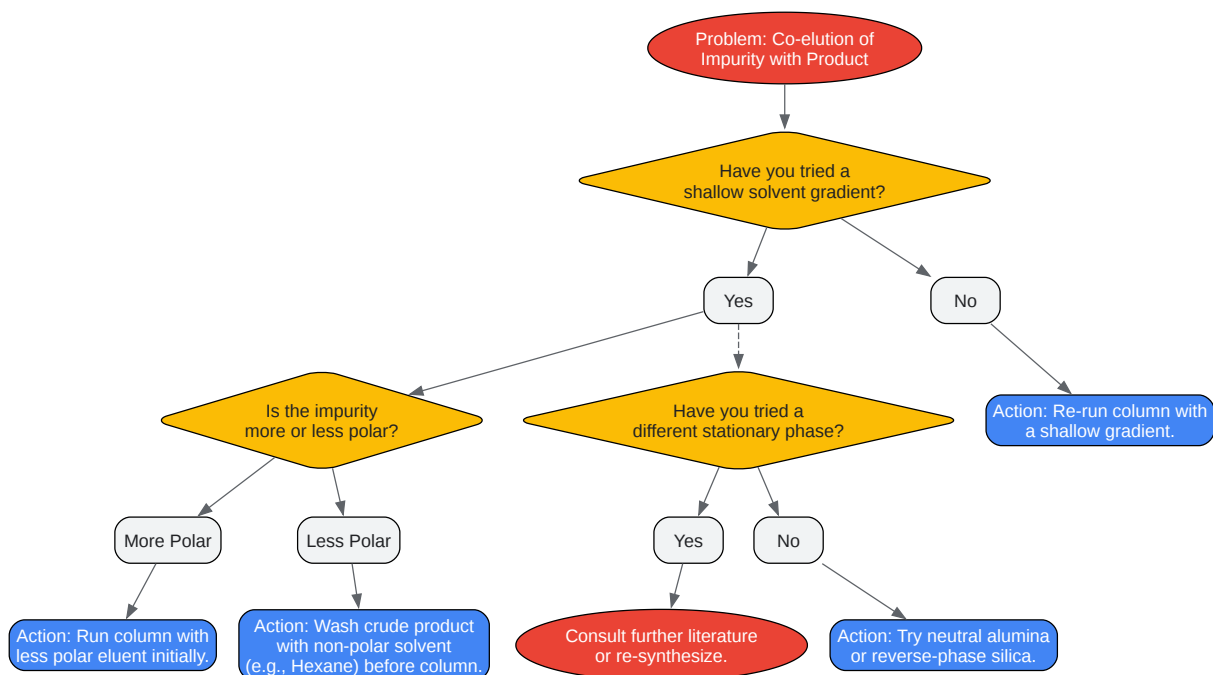 Problem: Co-elution of
Impurity with Product
Have you tried a
shallow solvent gradient?
Yes
No
Is the impurity
more or less polar?
Have you tried a
different stationary phase?
Action: Re-run column with
a shallow gradient.
More Polar
Less Polar
Yes
No
Action: Run column with
less polar eluent initially.
Action: Wash crude product
with non-polar solvent
(e.g., Hexane) before column.
Consult further literature
or re-synthesize.
Action: Try neutral alumina
or reverse-phase silica.